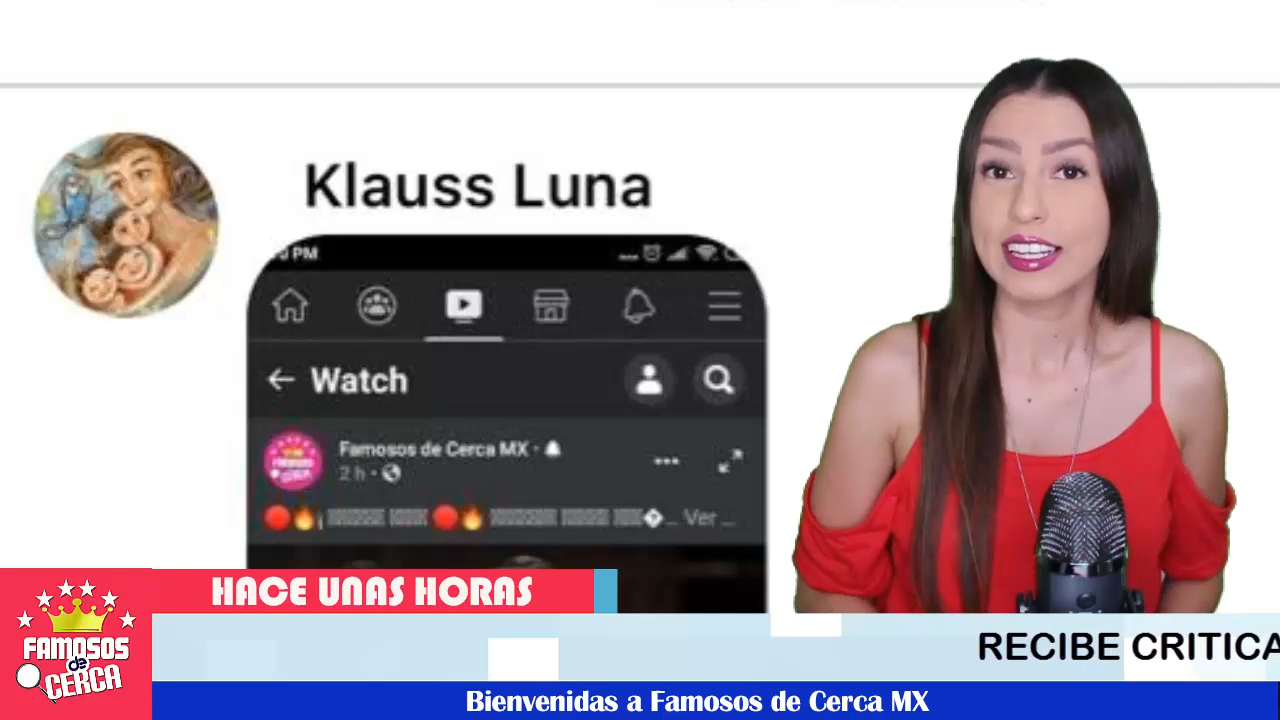 Klauss Luna
PM
Watch
Famosos de Cerca MX
2 h
Ver ...
HACE UNAS HORAS
FAMOSOS
de
CERCA
RECIBE CRITICA
Bienvenidas a Famosos de Cerca MX